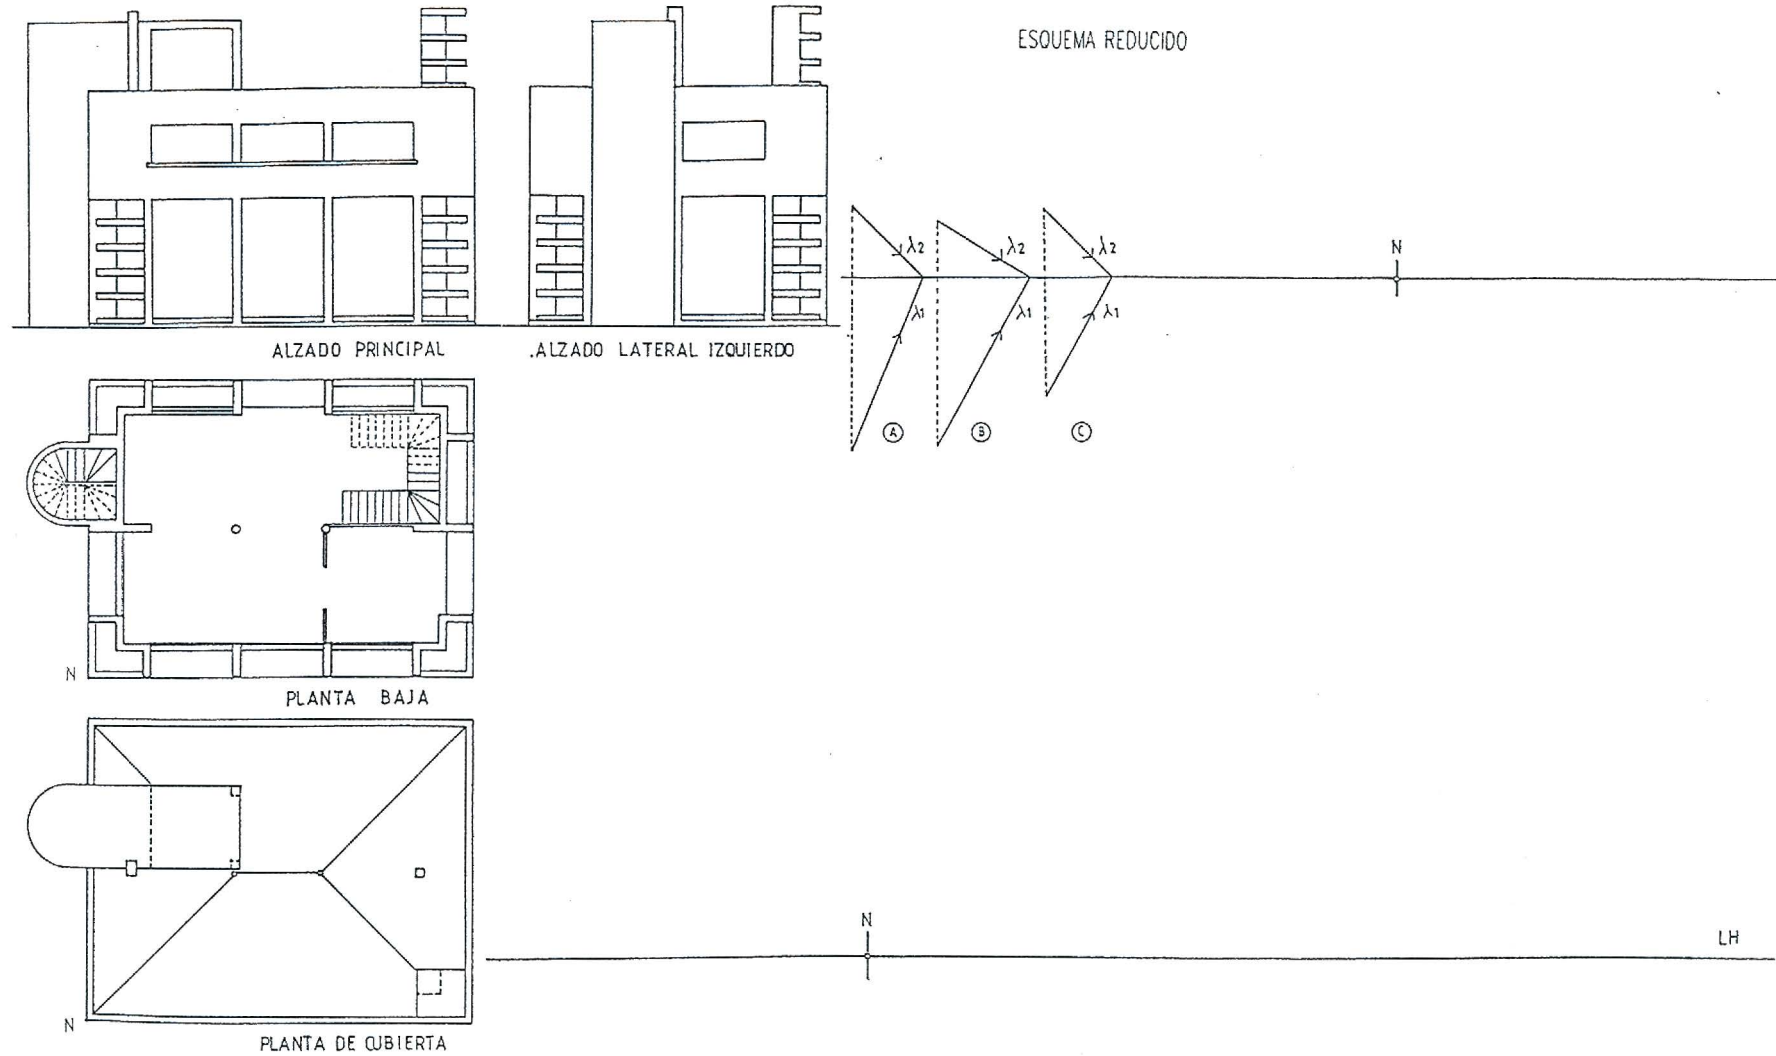 ESQUEMA REDUCIDO
N
λ2
λ2
λ2
λ1
λ1
λ1
A
B
C
ALZADO PRINCIPAL
.ALZADO LATERAL IZQUIERDO
N
PLANTA BAJA
N
LH
N
PLANTA DE CUBIERTA